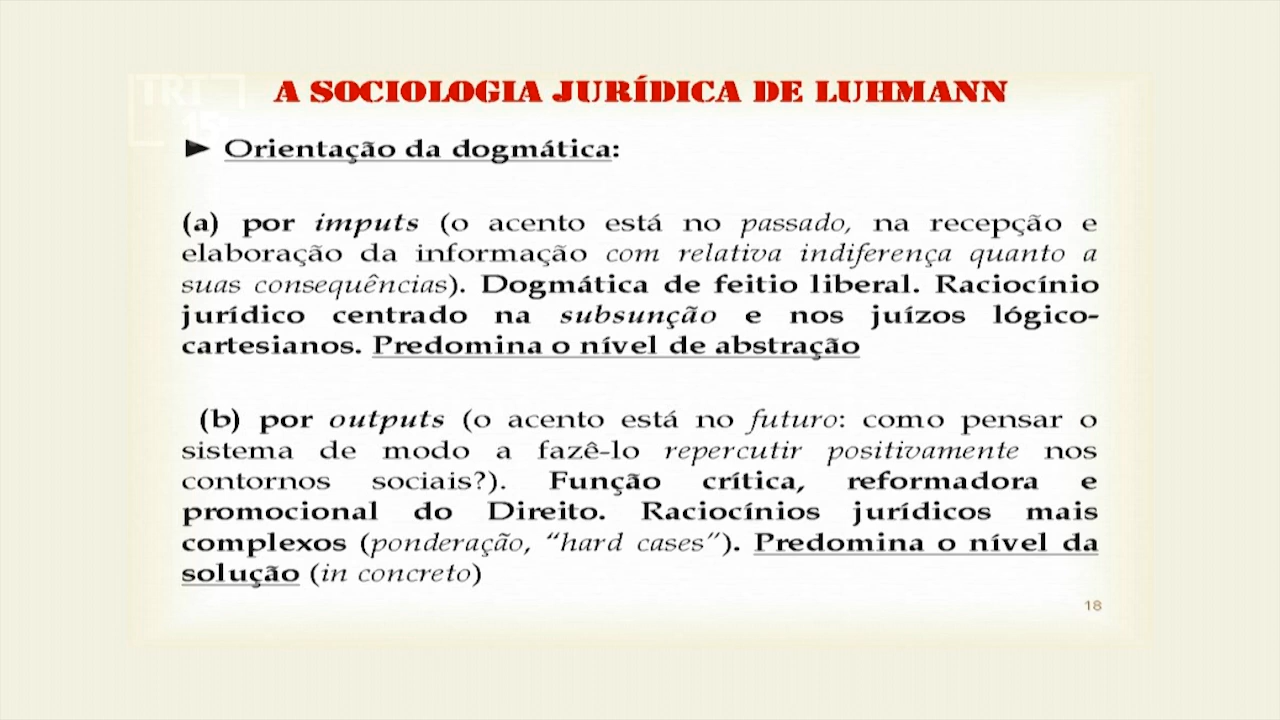 TRT
15
A SOCIOLOGIA JURÍDICA DE LUHMANN
► Orientação da dogmática:
(a) por imputs (o acento está no passado, na recepção e
elaboração da informação com relativa indiferença quanto a
suas consequências). Dogmática de feitio liberal. Raciocínio
jurídico centrado na subsunção e nos juízos lógico-
cartesianos. Predomina o nível de abstração
(b) por outputs (o acento está no futuro: como pensar o
sistema de modo a fazê-lo repercutir positivamente nos
contornos sociais?). Função crítica, reformadora e
promocional do Direito. Raciocínios jurídicos mais
complexos (ponderação, “hard cases”). Predomina o nível da
solução (in concreto)
18